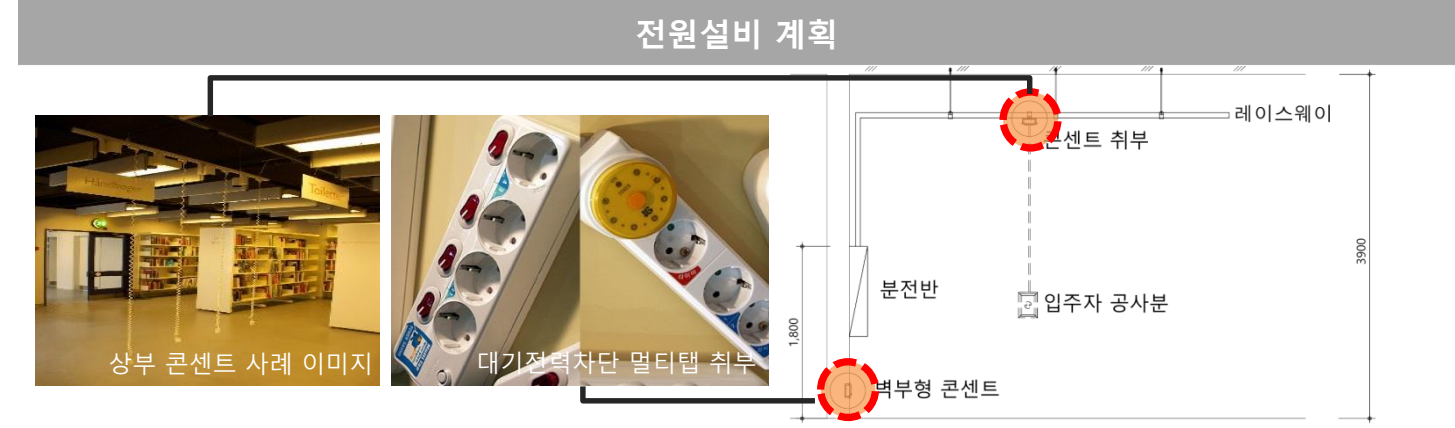 전원설비 계획
레이스웨이
콘센트 취부
Toilet
상부 콘센트 사례 이미지
대기전력차단 멀티탭 취부
분전반
입주자 공사분
벽부형 콘센트
1,800
3900